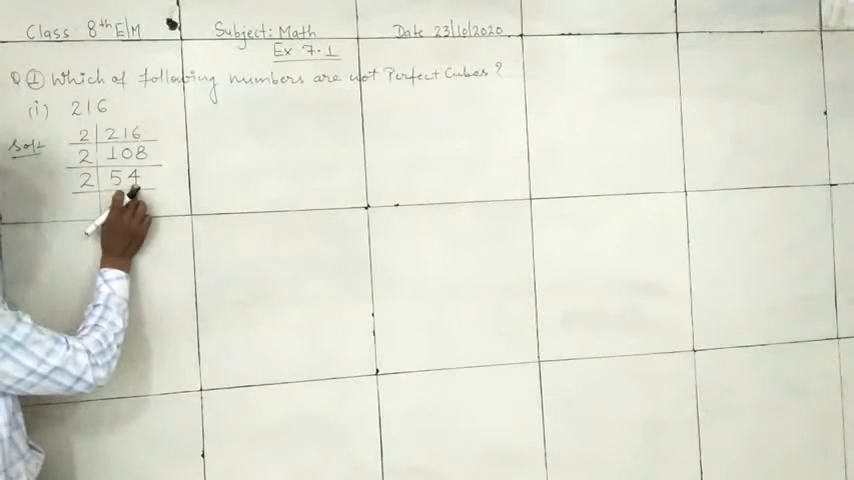 Class 8th E/M Subject: Math Date 23/10/2020
Ex 7.1
Q ① Which of following numbers are not Perfect Cubes?
(i) 216
Sol: 2 | 216
2 | 108
2 | 54